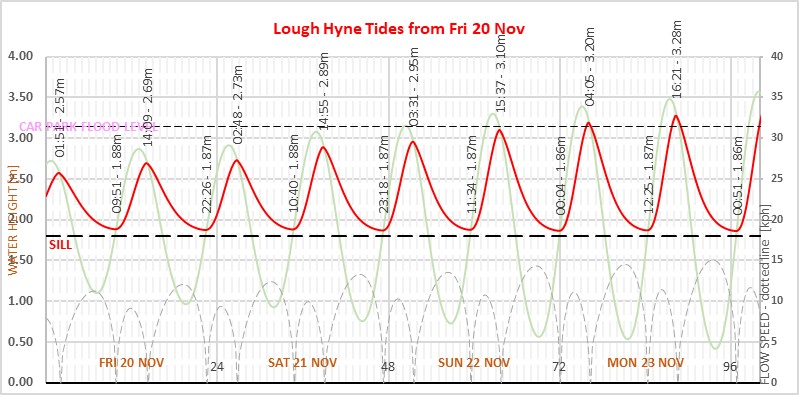 Lough Hyne Tides from Fri 20 Nov
4.00
3.50
3.00
2.50
2.00
1.50
1.00
0.50
0.00
WATER HEIGHT [m]
CAR PARK FLOOD LEVEL
SILL
01:51 - 2.57m
09:51 - 1.88m
14:09 - 2.69m
22:26 - 1.87m
02:48 - 2.73m
10:40 - 1.88m
14:55 - 2.89m
23:18 - 1.87m
03:31 - 2.95m
11:34 - 1.87m
15:37 - 3.10m
00:04 - 1.86m
04:05 - 3.20m
12:25 - 1.87m
16:21 - 3.28m
00:51 - 1.86m
FRI 20 NOV
24
SAT 21 NOV
48
SUN 22 NOV
72
MON 23 NOV
96
40
35
30
25
20
15
10
5
0
FLOW SPEED - dotted line [kph]